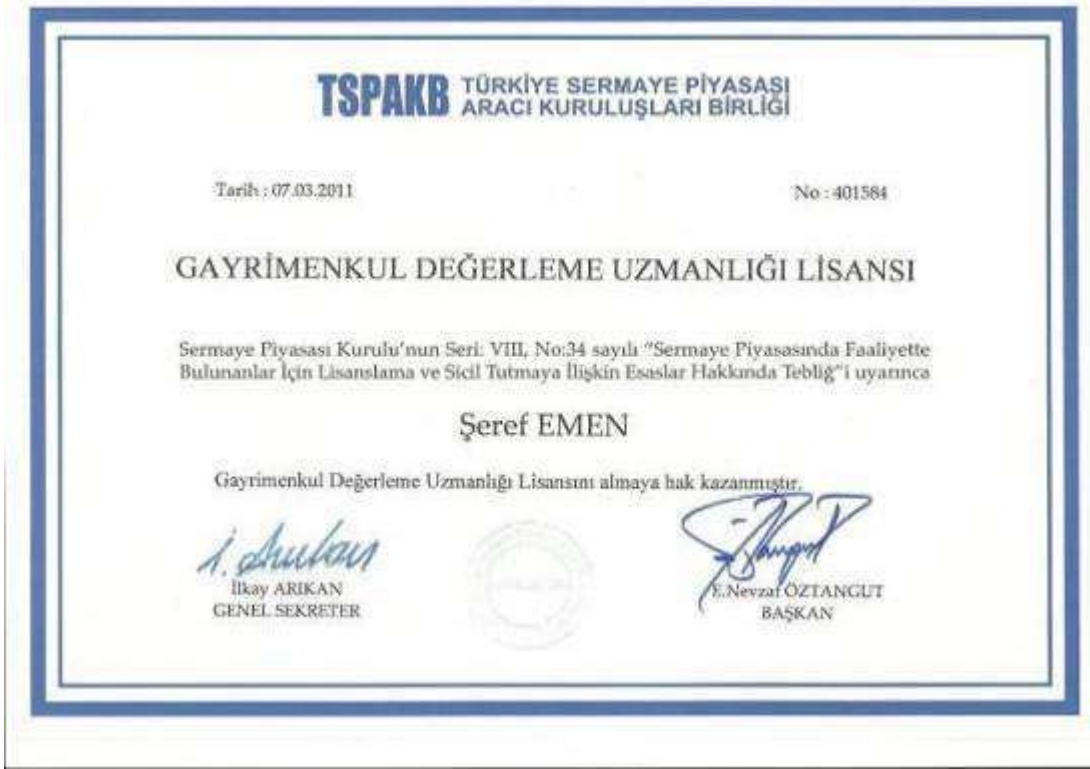 TSPAKB TÜRKİYE SERMAYE PİYASASI
ARACI KURULUŞLARI BİRLİĞİ
Tarih : 07.03.2011
No : 401584
GAYRİMENKUL DEĞERLEME UZMANLIĞI LİSANSI
Sermaye Piyasası Kurulu'nun Seri: VIII, No:34 sayılı "Sermaye Piyasasında Faaliyette
Bulunanlar İçin Lisanslama ve Sicil Tutmaya İlişkin Esaslar Hakkında Tebliğ"i uyarınca
Şeref EMEN
Gayrimenkul Değerleme Uzmanlığı Lisansını almaya hak kazanmıştır.
İlkay ARIKAN
GENEL SEKRETER
E.Nevzat ÖZTANGUT
BAŞKAN